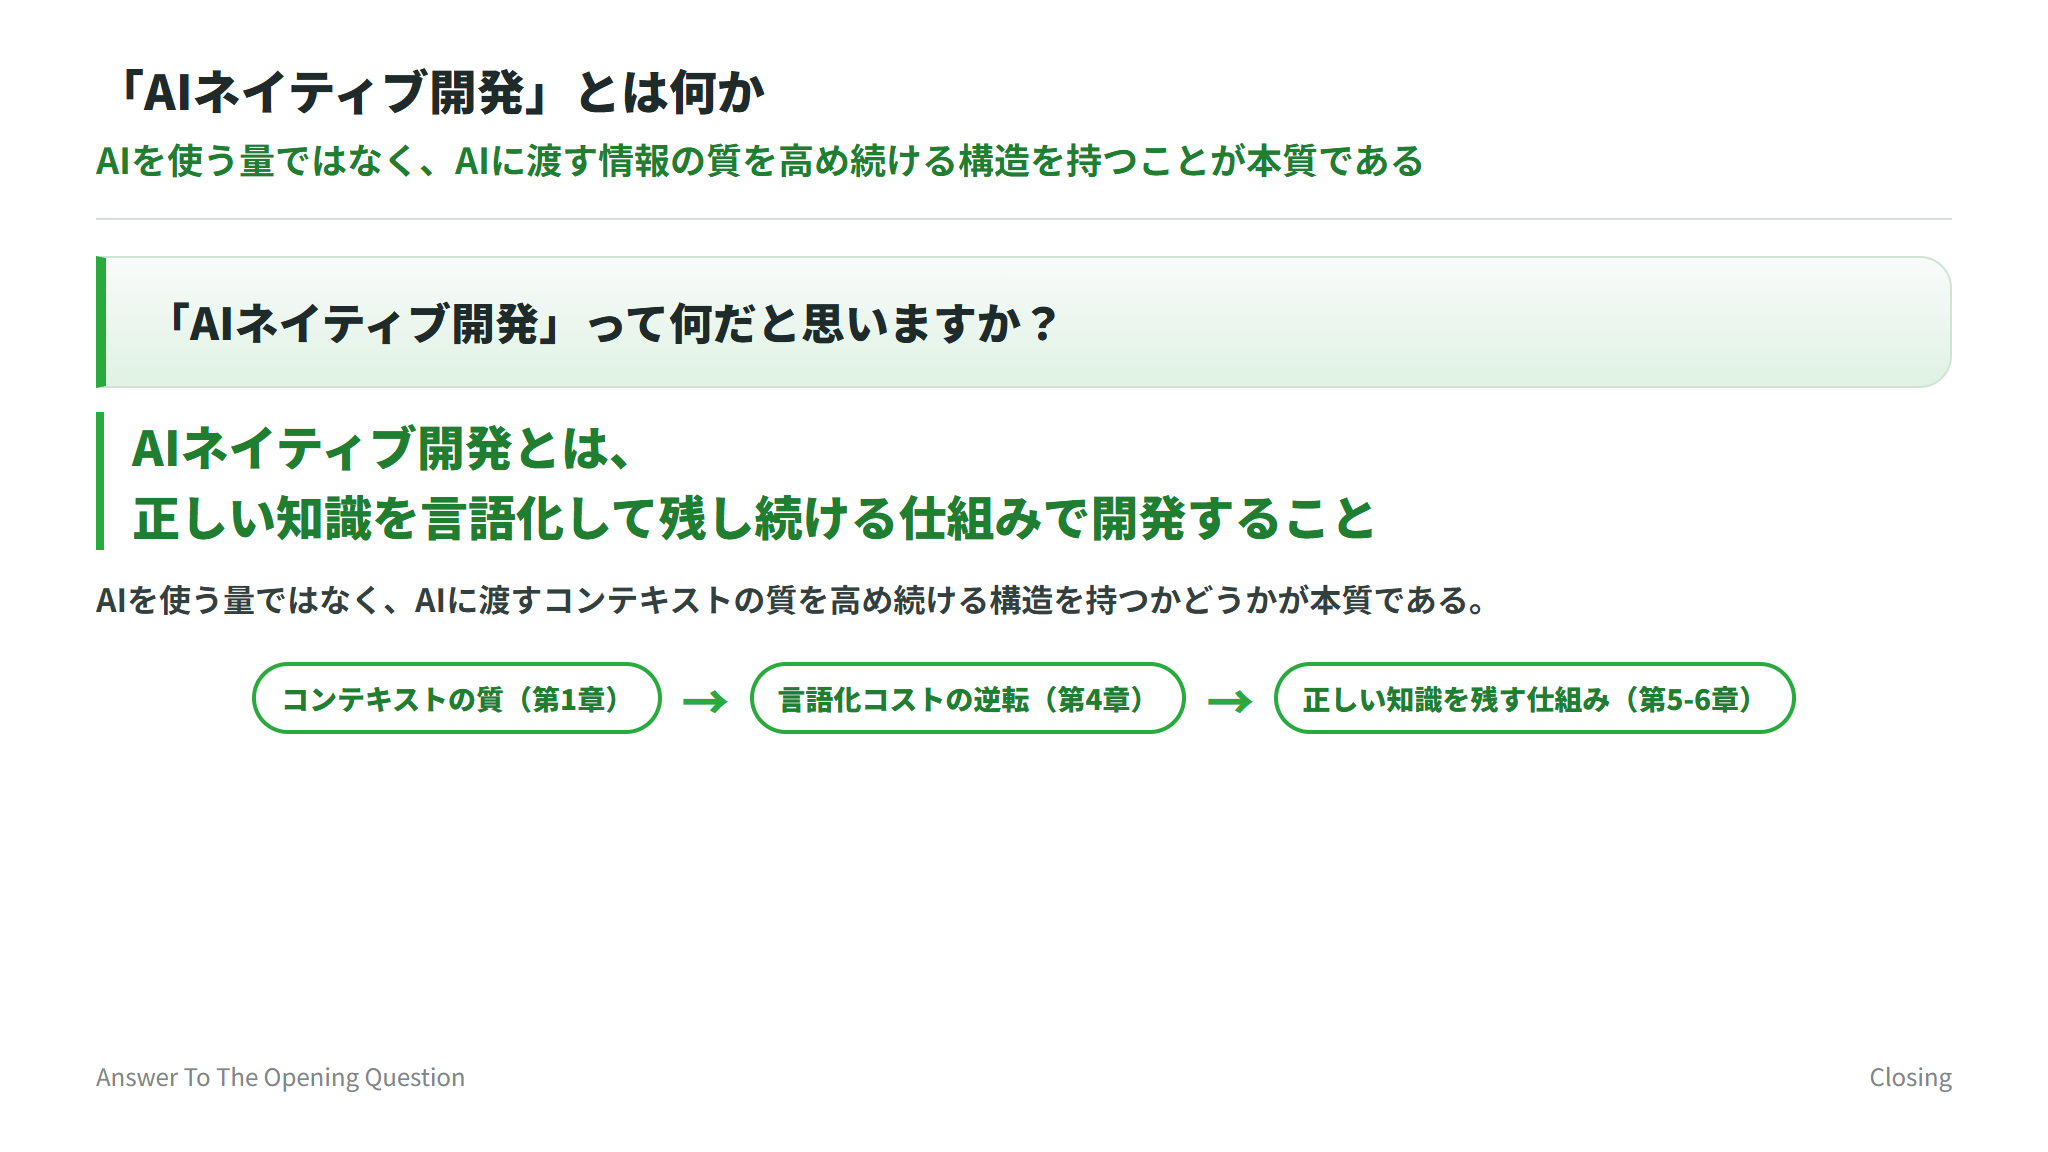 「AIネイティブ開発」とは何か
AIを使う量ではなく、AIに渡す情報の質を高め続ける構造を持つことが本質である
「AIネイティブ開発」って何だと思いますか？
AIネイティブ開発とは、
正しい知識を言語化して残し続ける仕組みで開発すること
AIを使う量ではなく、AIに渡すコンテキストの質を高め続ける構造を持つかどうかが本質である。
コンテキストの質（第1章） → 言語化コストの逆転（第4章） → 正しい知識を残す仕組み（第5-6章）
Answer To The Opening Question
Closing